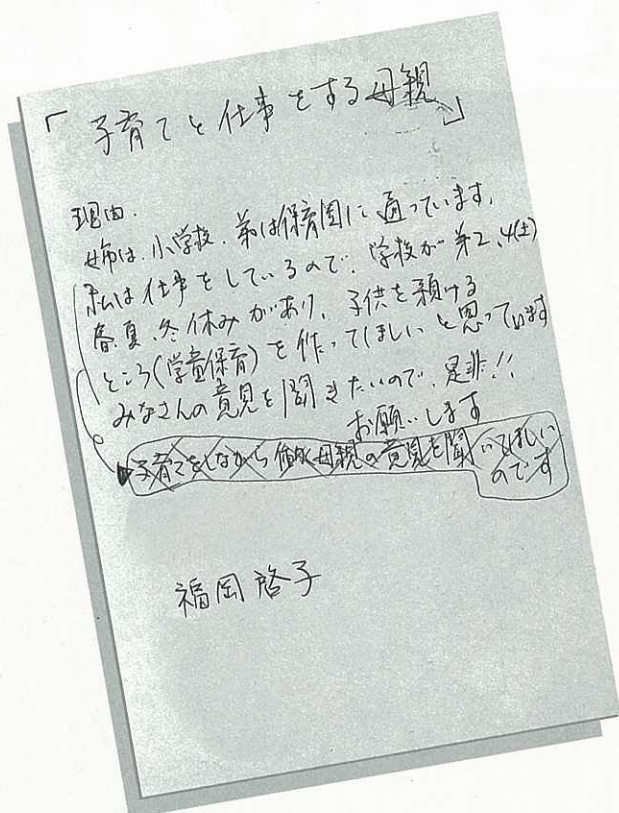 「子育てと仕事をする母親」
理由.
姉は、小学校、弟は保育園に通っています。
私は仕事をしているので、学校が第2、4(土)
春、夏、冬休みがあり、子供を預ける
ところ(学童保育)を作ってほしいと思っています
みなさんの意見を聞きたいので、是非!!
お願いします
子育てをしながら働く母親の意見を聞いてほしい
のです
福岡啓子